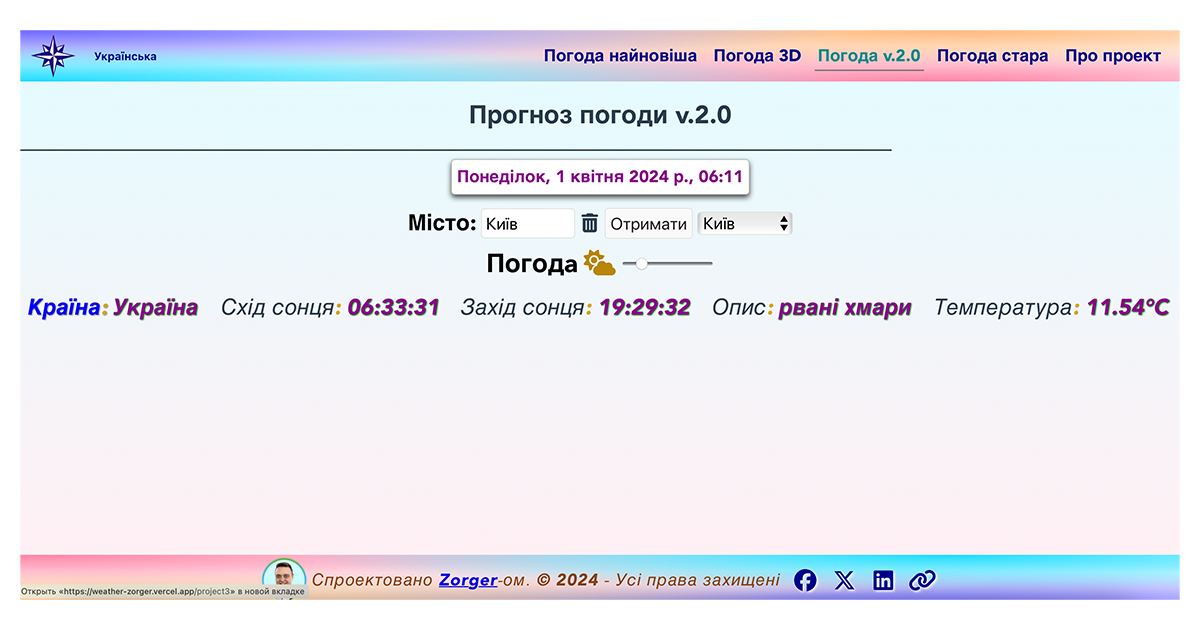 Українська Погода найновіша Погода 3D Погода v.2.0 Погода стара Про проект
Прогноз погоди v.2.0
Понеділок, 1 квітня 2024 р., 06:11
Місто: Київ Отримати Київ
Погода
Країна: Україна Схід сонця: 06:33:31 Захід сонця: 19:29:32 Опис: рвані хмари Температура: 11.54°C
Спроектовано Zorger-ом. © 2024 - Усі права захищені
Открыть «https://weather-zorger.vercel.app/project3» в новой вкладке